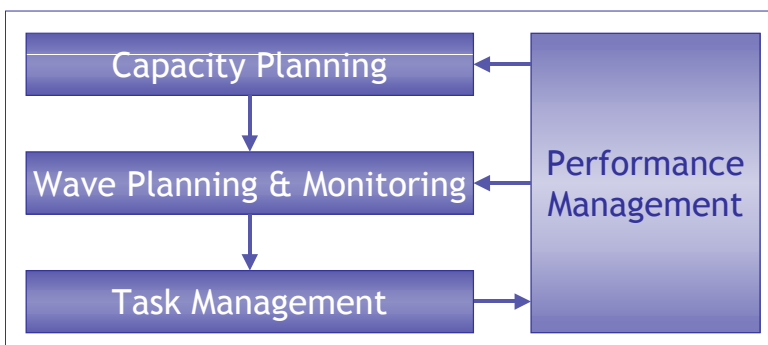 Capacity Planning
Wave Planning & Monitoring
Task Management
Performance
Management